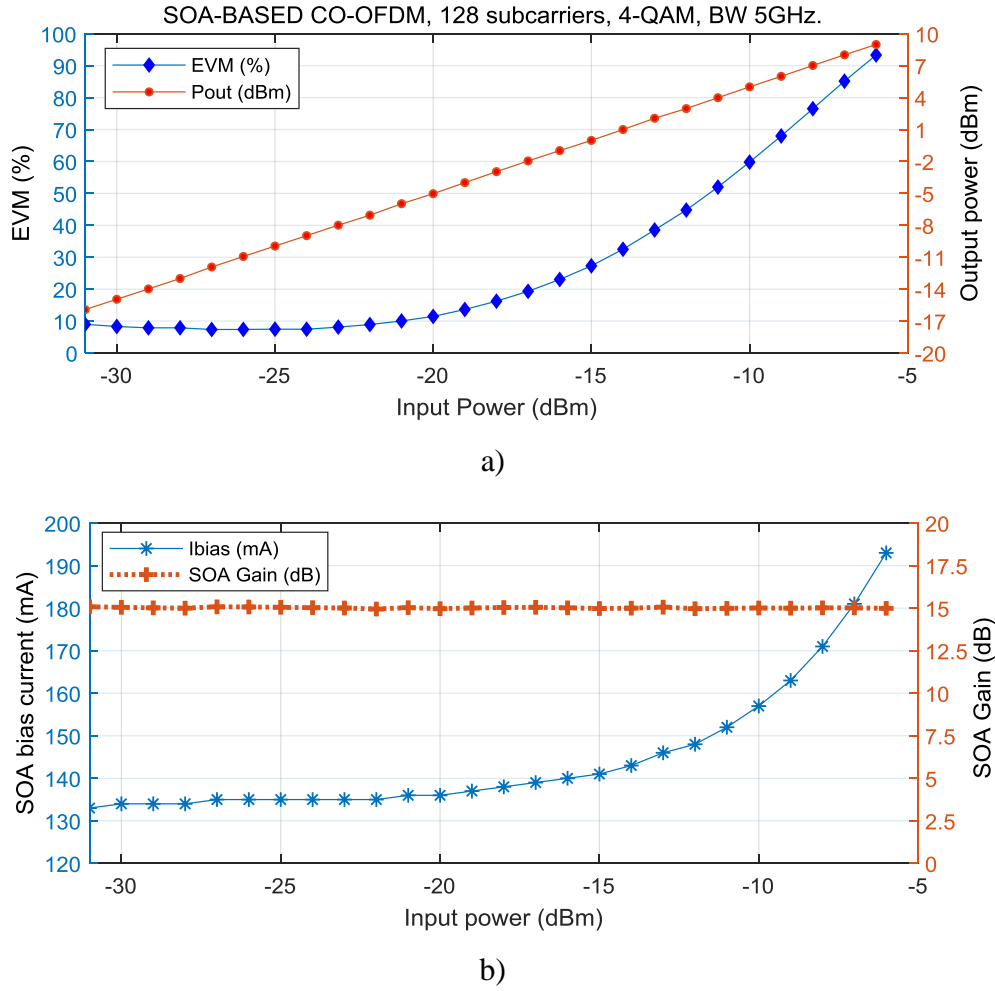 SOA-BASED CO-OFDM, 128 subcarriers, 4-QAM, BW 5GHz.
EVM (%)
Pout (dBm)
100
90
80
70
60
50
40
30
20
10
0
EVM (%)
10
7
4
1
-2
-5
-8
-11
-14
-17
-20
Output power (dBm)
-30 -25 -20 -15 -10 -5
Input Power (dBm)
a)
Ibias (mA)
SOA Gain (dB)
200
190
180
170
160
150
140
130
120
SOA bias current (mA)
20
17.5
15
12.5
10
7.5
5
2.5
0
SOA Gain (dB)
-30 -25 -20 -15 -10 -5
Input power (dBm)
b)